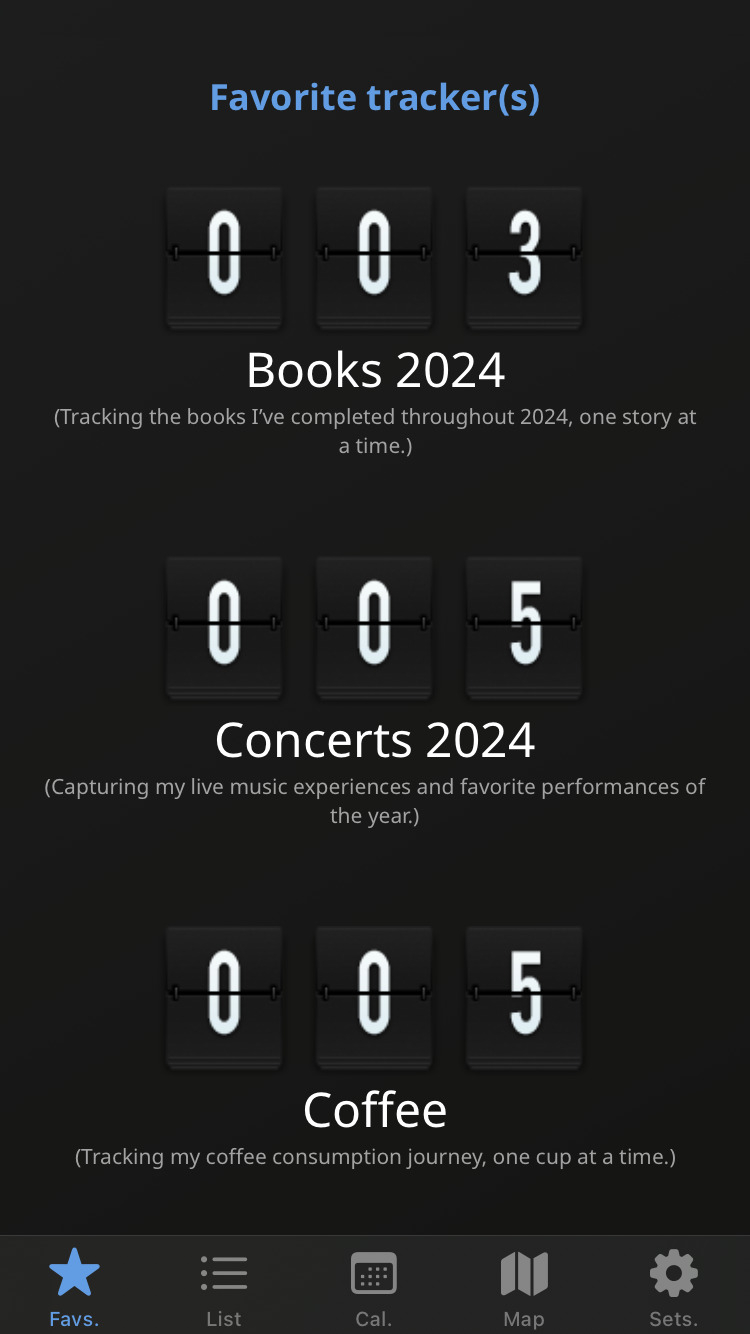 Favorite tracker(s)
0 0 3
Books 2024
(Tracking the books I’ve completed throughout 2024, one story at
a time.)
0 0 5
Concerts 2024
(Capturing my live music experiences and favorite performances of
the year.)
0 0 5
Coffee
(Tracking my coffee consumption journey, one cup at a time.)
Favs. List Cal. Map Sets.